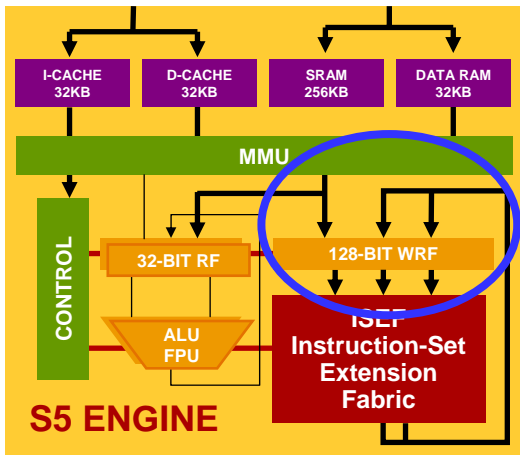 I-CACHE
32KB
D-CACHE
32KB
SRAM
256KB
DATA RAM
32KB
MMU
CONTROL
32-BIT RF
128-BIT WRF
ALU
FPU
ISEF
Instruction-Set
Extension
Fabric
S5 ENGINE